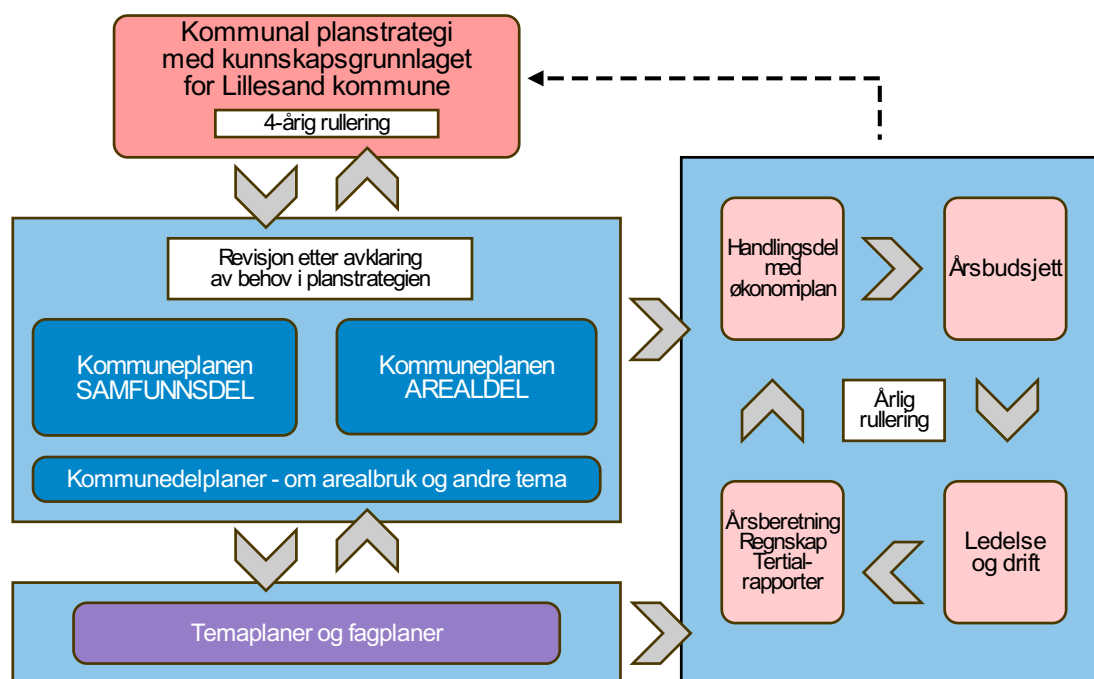 Kommunal planstrategi
med kunnskapsgrunnlaget
for Lillesand kommune
4-årig rullering
Revisjon etter avklaring
av behov i planstrategien
Kommuneplanen
SAMFUNNSDEL
Kommuneplanen
AREALDEL
Kommunedelplaner - om arealbruk og andre tema
Temaplaner og fagplaner
Handlingsdel
med
økonomiplan
Årsbudsjett
Årlig
rullering
Årsberetning
Regnskap
Tertial-
rapporter
Ledelse
og drift